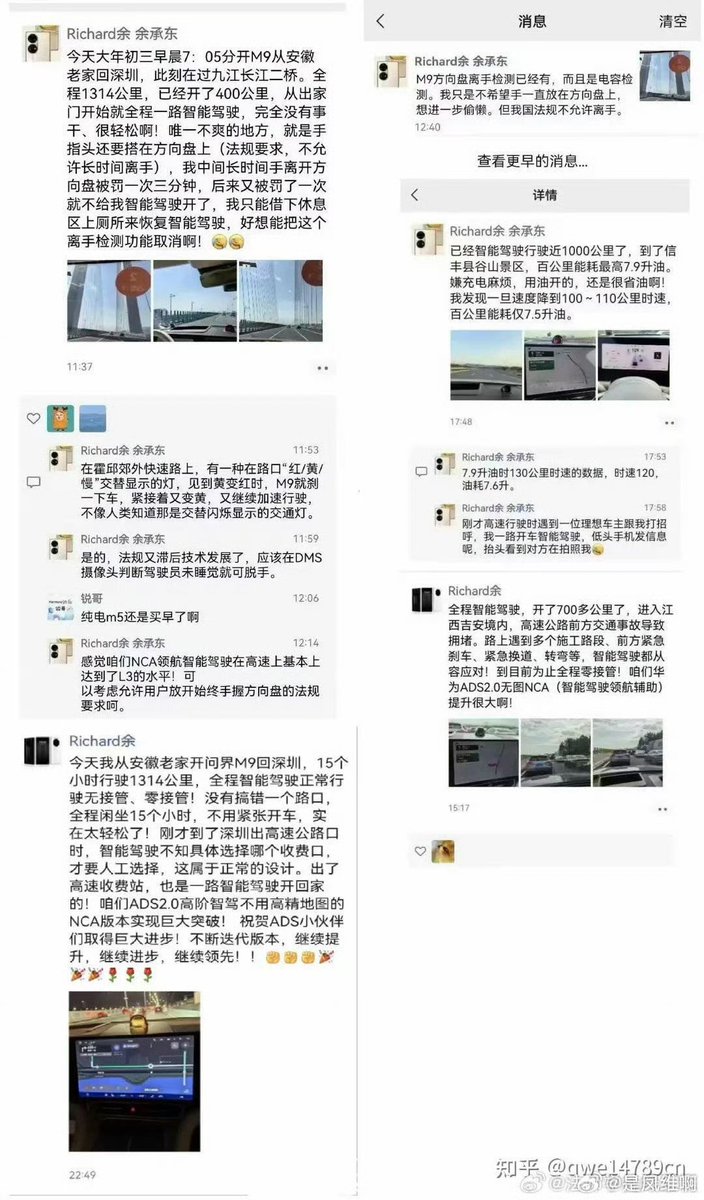 Richard余 余承东
今天大年初三早晨7：05分开M9从安徽
老家回深圳，此刻在过九江长江二桥。全
程1314公里，已经开了400公里，从出家
门开始就全程一路智能驾驶，完全没有事
干、很轻松啊！唯一不爽的地方，就是手
指头还要搭在方向盘上（法规要求，不允
许长时间离手），我中间长时间手离开方
向盘被罚一次三分钟，后来又被罚了一次
就不给我智能驾驶开了，我只能借下休息
区上厕所来恢复智能驾驶，好想能把这个
离手检测功能取消啊！
11:37
Richard余 余承东 11:53
在霍邱郊外快速路上，有一种在路口“红/黄/
慢”交替显示的灯，见到黄变红时，M9就刹
一下车，紧接着又变黄，又继续加速行驶，
不像人类知道那是交替闪烁显示的交通灯。
Richard余 余承东 11:59
是的，法规又滞后技术发展了，应该在DMS
摄像头判断驾驶员未睡觉就可脱手。
锐哥 12:06
纯电m5还是买早了啊
Richard余 余承东 12:14
感觉咱们NCA领航智能驾驶在高速上基本上
达到了L3的水平！可
以考虑允许用户放开始终手握方向盘的法规
要求呵。
Richard余
今天我从安徽老家开问界M9回深圳，15个
小时行驶1314公里，全程智能驾驶正常行
驶无接管、零接管！没有搞错一个路口，
全程闲坐15个小时，不用紧张开车，实
在太轻松了！刚才到了深圳出高速公路口
时，智能驾驶不知具体选择哪个收费口，
才要人工选择，这属于正常的设计。出了
高速收费站，也是一路智能驾驶开回家
的！咱们ADS2.0高阶智驾不用高精地图的
NCA版本实现巨大突破！ 祝贺ADS小伙伴
们取得巨大进步！不断迭代版本，继续提
升，继续进步，继续领先！！✊✊✊🎉
🎉🎉🌹🌹🌹
22:49
消息
清空
Richard余 余承东
M9方向盘离手检测已经有，而且是电容检
测。我只是不希望手一直放在方向盘上，
想进一步偷懒。但我国法规不允许离手。
12:40
查看更早的消息...
详情
Richard余 余承东
已经智能驾驶行驶近1000公里了，到了信
丰县谷山景区，百公里能耗最高7.9升油。
嫌充电麻烦，用油开的，还是很省油啊！
我发现一旦速度降到100～110公里时速，
百公里能耗仅7.5升油。
17:48
Richard余 余承东 17:53
7.9升油时130公里时速的数据，时速120，
油耗7.6升。
Richard余 余承东 17:58
刚才高速行驶时遇到一位理想车主跟我打招
呼，我一路开车智能驾驶，低头手机发信息
呢，抬头看到对方在拍照我
Richard余
全程智能驾驶，开了700多公里了，进入江
西吉安境内，高速公路前方交通事故导致
拥堵。路上遇到多个施工路段、前方紧急
刹车、紧急换道、转弯等，智能驾驶都从
容应对！到目前为止全程零接管！咱们华
为ADS2.0无图NCA（智能驾驶领航辅助）
提升很大啊！
15:17
知乎 @qwe14789cn
@是凤维啊